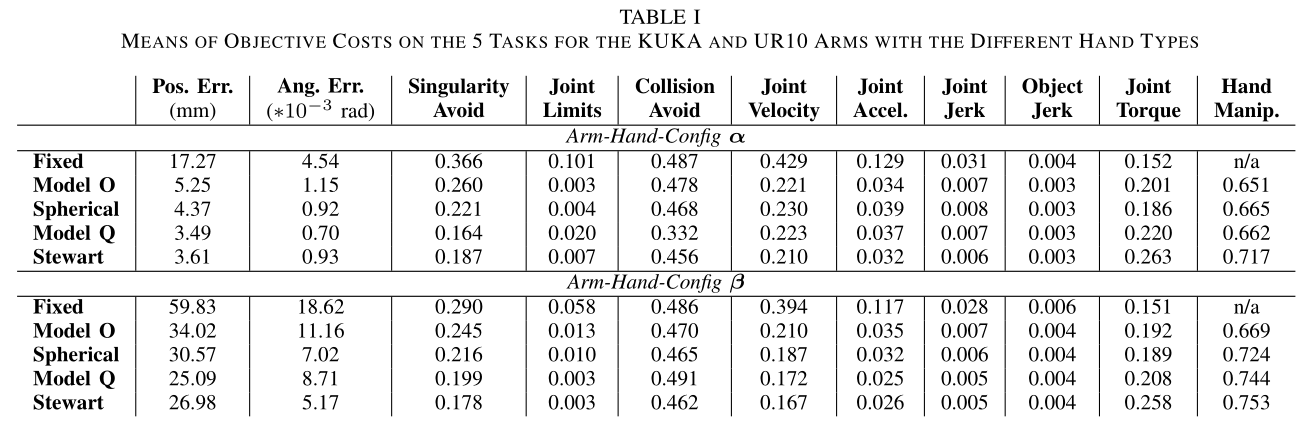 TABLE I
MEANS OF OBJECTIVE COSTS ON THE 5 TASKS FOR THE KUKA AND UR10 ARMS WITH THE DIFFERENT HAND TYPES
Pos. Err. Ang. Err. Singularity Joint Collision Joint Joint Joint Object Joint Hand
(mm) (*10−3 rad) Avoid Limits Avoid Velocity Accel. Jerk Jerk Torque Manip.
Arm-Hand-Config α
Fixed 17.27 4.54 0.366 0.101 0.487 0.429 0.129 0.031 0.004 0.152 n/a
Model O 5.25 1.15 0.260 0.003 0.478 0.221 0.034 0.007 0.003 0.201 0.651
Spherical 4.37 0.92 0.221 0.004 0.468 0.230 0.039 0.008 0.003 0.186 0.665
Model Q 3.49 0.70 0.164 0.020 0.332 0.223 0.037 0.007 0.003 0.220 0.662
Stewart 3.61 0.93 0.187 0.007 0.456 0.210 0.032 0.006 0.003 0.263 0.717
Arm-Hand-Config β
Fixed 59.83 18.62 0.290 0.058 0.486 0.394 0.117 0.028 0.006 0.151 n/a
Model O 34.02 11.16 0.245 0.013 0.470 0.210 0.035 0.007 0.004 0.192 0.669
Spherical 30.57 7.02 0.216 0.010 0.465 0.187 0.032 0.006 0.004 0.189 0.724
Model Q 25.09 8.71 0.199 0.003 0.491 0.172 0.025 0.005 0.004 0.208 0.744
Stewart 26.98 5.17 0.178 0.003 0.462 0.167 0.026 0.005 0.004 0.258 0.753